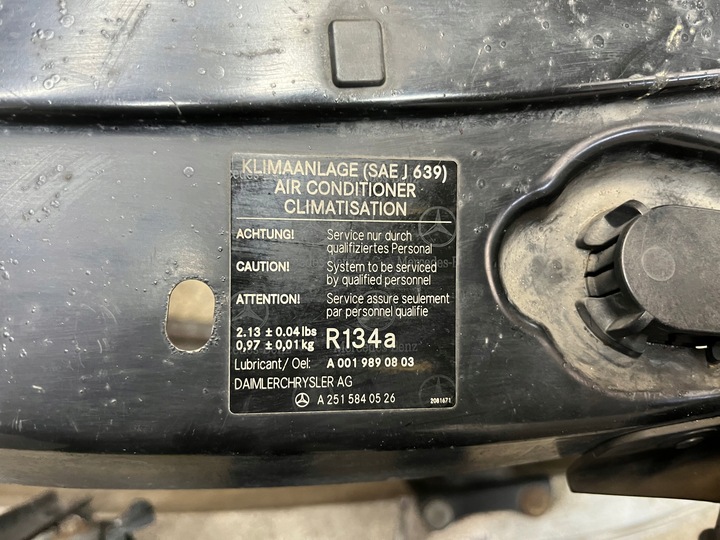 KLIMAANLAGE (SAE J 639)
AIR CONDITIONER
CLIMATISATION
ACHTUNG! Service nur durch
qualifiziertes Personal
CAUTION! System to be serviced
by qualified personnel
ATTENTION! Service assure seulement
par personnel qualifie
2.13 ± 0.04 lbs
0,97 ± 0,01 kg R134a
Lubricant/ Oel: A 001 989 08 03
DAIMLERCHRYSLER AG
A 251 584 05 26 2081671